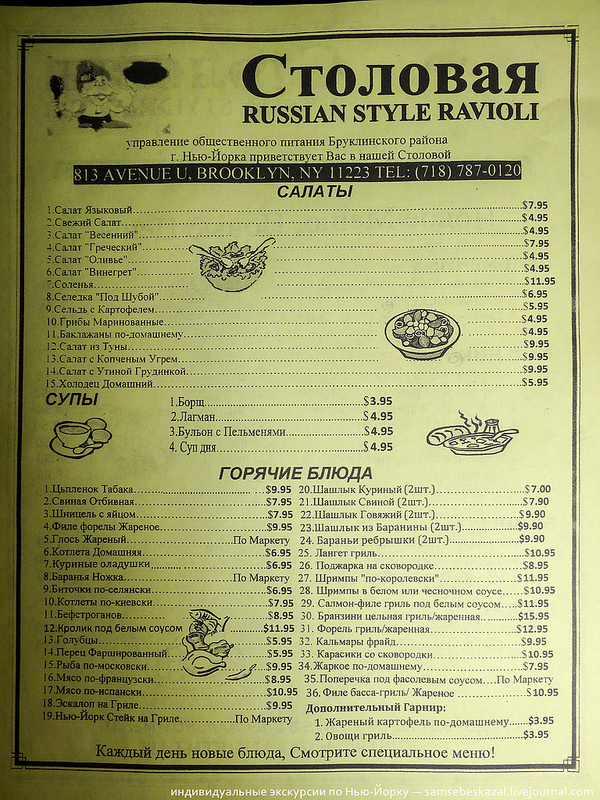 Столовая
RUSSIAN STYLE RAVIOLI
управление общественного питания Бруклинского района
г. Нью-Йорка приветствует Вас в нашей Столовой
813 AVENUE U, BROOKLYN, NY 11223 TEL: (718) 787-0120
САЛАТЫ
1.Салат Языковый $7.95
2.Свежий Салат $4.95
3.Салат "Весенний" $4.95
4.Салат "Греческий" $7.95
5.Салат "Оливье" $4.95
6.Салат "Винегрет" $4.95
7.Соленья $11.95
8.Селедка "Под Шубой" $6.95
9.Сельдь с Картофелем $5.95
10.Грибы Маринованные $4.95
11.Баклажаны по-домашнему $4.95
12.Салат из Туны $9.95
13.Салат с Копченым Угрем $9.95
14.Салат с Утиной Грудинкой $9.95
15.Холодец Домашний $5.95
СУПЫ
1.Борщ $3.95
2.Лагман $4.95
3.Бульон с Пельменями $4.95
4. Суп дня $4.95
ГОРЯЧИЕ БЛЮДА
1.Цыпленок Табака $9.95
2.Свиная Отбивная $7.95
3.Шницель с яйцом $7.95
4.Филе форелы Жареное $9.95
5.Глось Жареный По Маркету
6.Котлета Домашняя $6.95
7.Куриные оладушки $6.95
8.Баранья Ножка По Маркету
9.Биточки по-селянски $6.95
10.Котлеты по-киевски $7.95
11.Бефстроганов $8.95
12.Кролик под белым соусом $11.95
13.Голубцы $5.95
14.Перец Фаршированный $5.95
15.Рыба по-московски $9.95
16.Мясо по-французски $8.95
17.Мясо по-испански $10.95
18.Эскалоп на Гриле $9.95
19.Нью-Йорк Стейк на Гриле По Маркету
20.Шашлык Куриный (2шт.) $7.00
21.Шашлык Свиной (2шт.) $7.90
22.Шашлык Говяжий (2шт.) $9.90
23.Шашлык из Баранины (2шт.) $9.90
24. Бараньи ребрышки (2шт.) $9.90
25. Лангет гриль $10.95
26. Поджарка на сковородке $8.95
27. Шримпы "по-королевски" $11.95
28. Шримпы в белом или чесночном соусе $10.95
29. Салмон-филе гриль под белым соусом $11.95
30. Бранзини цельная гриль/жаренная $15.95
31. Форель гриль/жаренная $12.95
32. Кальмары фрайд $9.95
33. Карасики со сковородки $10.95
34.Жаркое по-домашнему $7.95
35.Поперечка под фасолевым соусом По Маркету
36. Филе басса-гриль/ Жареное $10.95
Дополнительный Гарнир:
1. Жареный картофель по-домашнему $3.95
2. Овощи гриль $3.95
Каждый день новые блюда, Смотрите специальное меню!
индивидуальные экскурсии по Нью-Йорку — samsebeskazal.livejournal.com